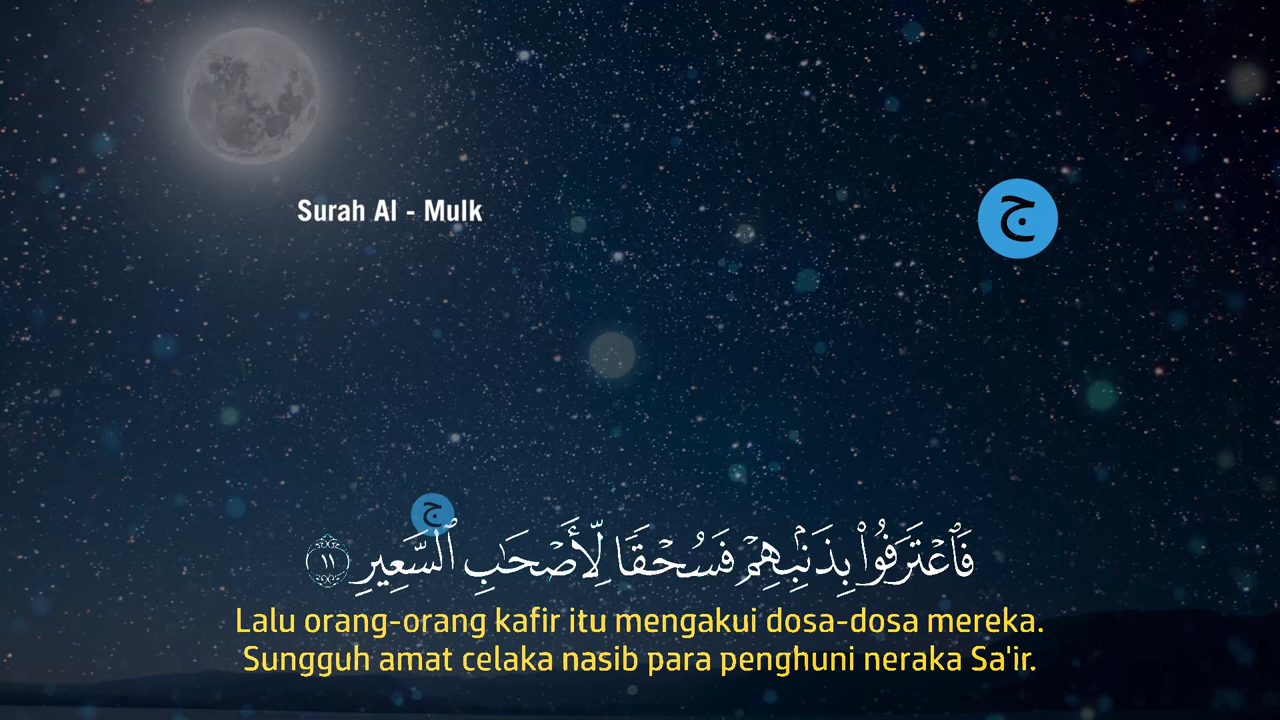 Surah Al - Mulk
ج
ج
فَٱعْتَرَفُوا۟ بِذَنۢبِهِمْ فَسُحْقًا لِّأَصْحَٰبِ ٱلسَّعِيرِ ١١
Lalu orang-orang kafir itu mengakui dosa-dosa mereka.
Sungguh amat celaka nasib para penghuni neraka Sa'ir.